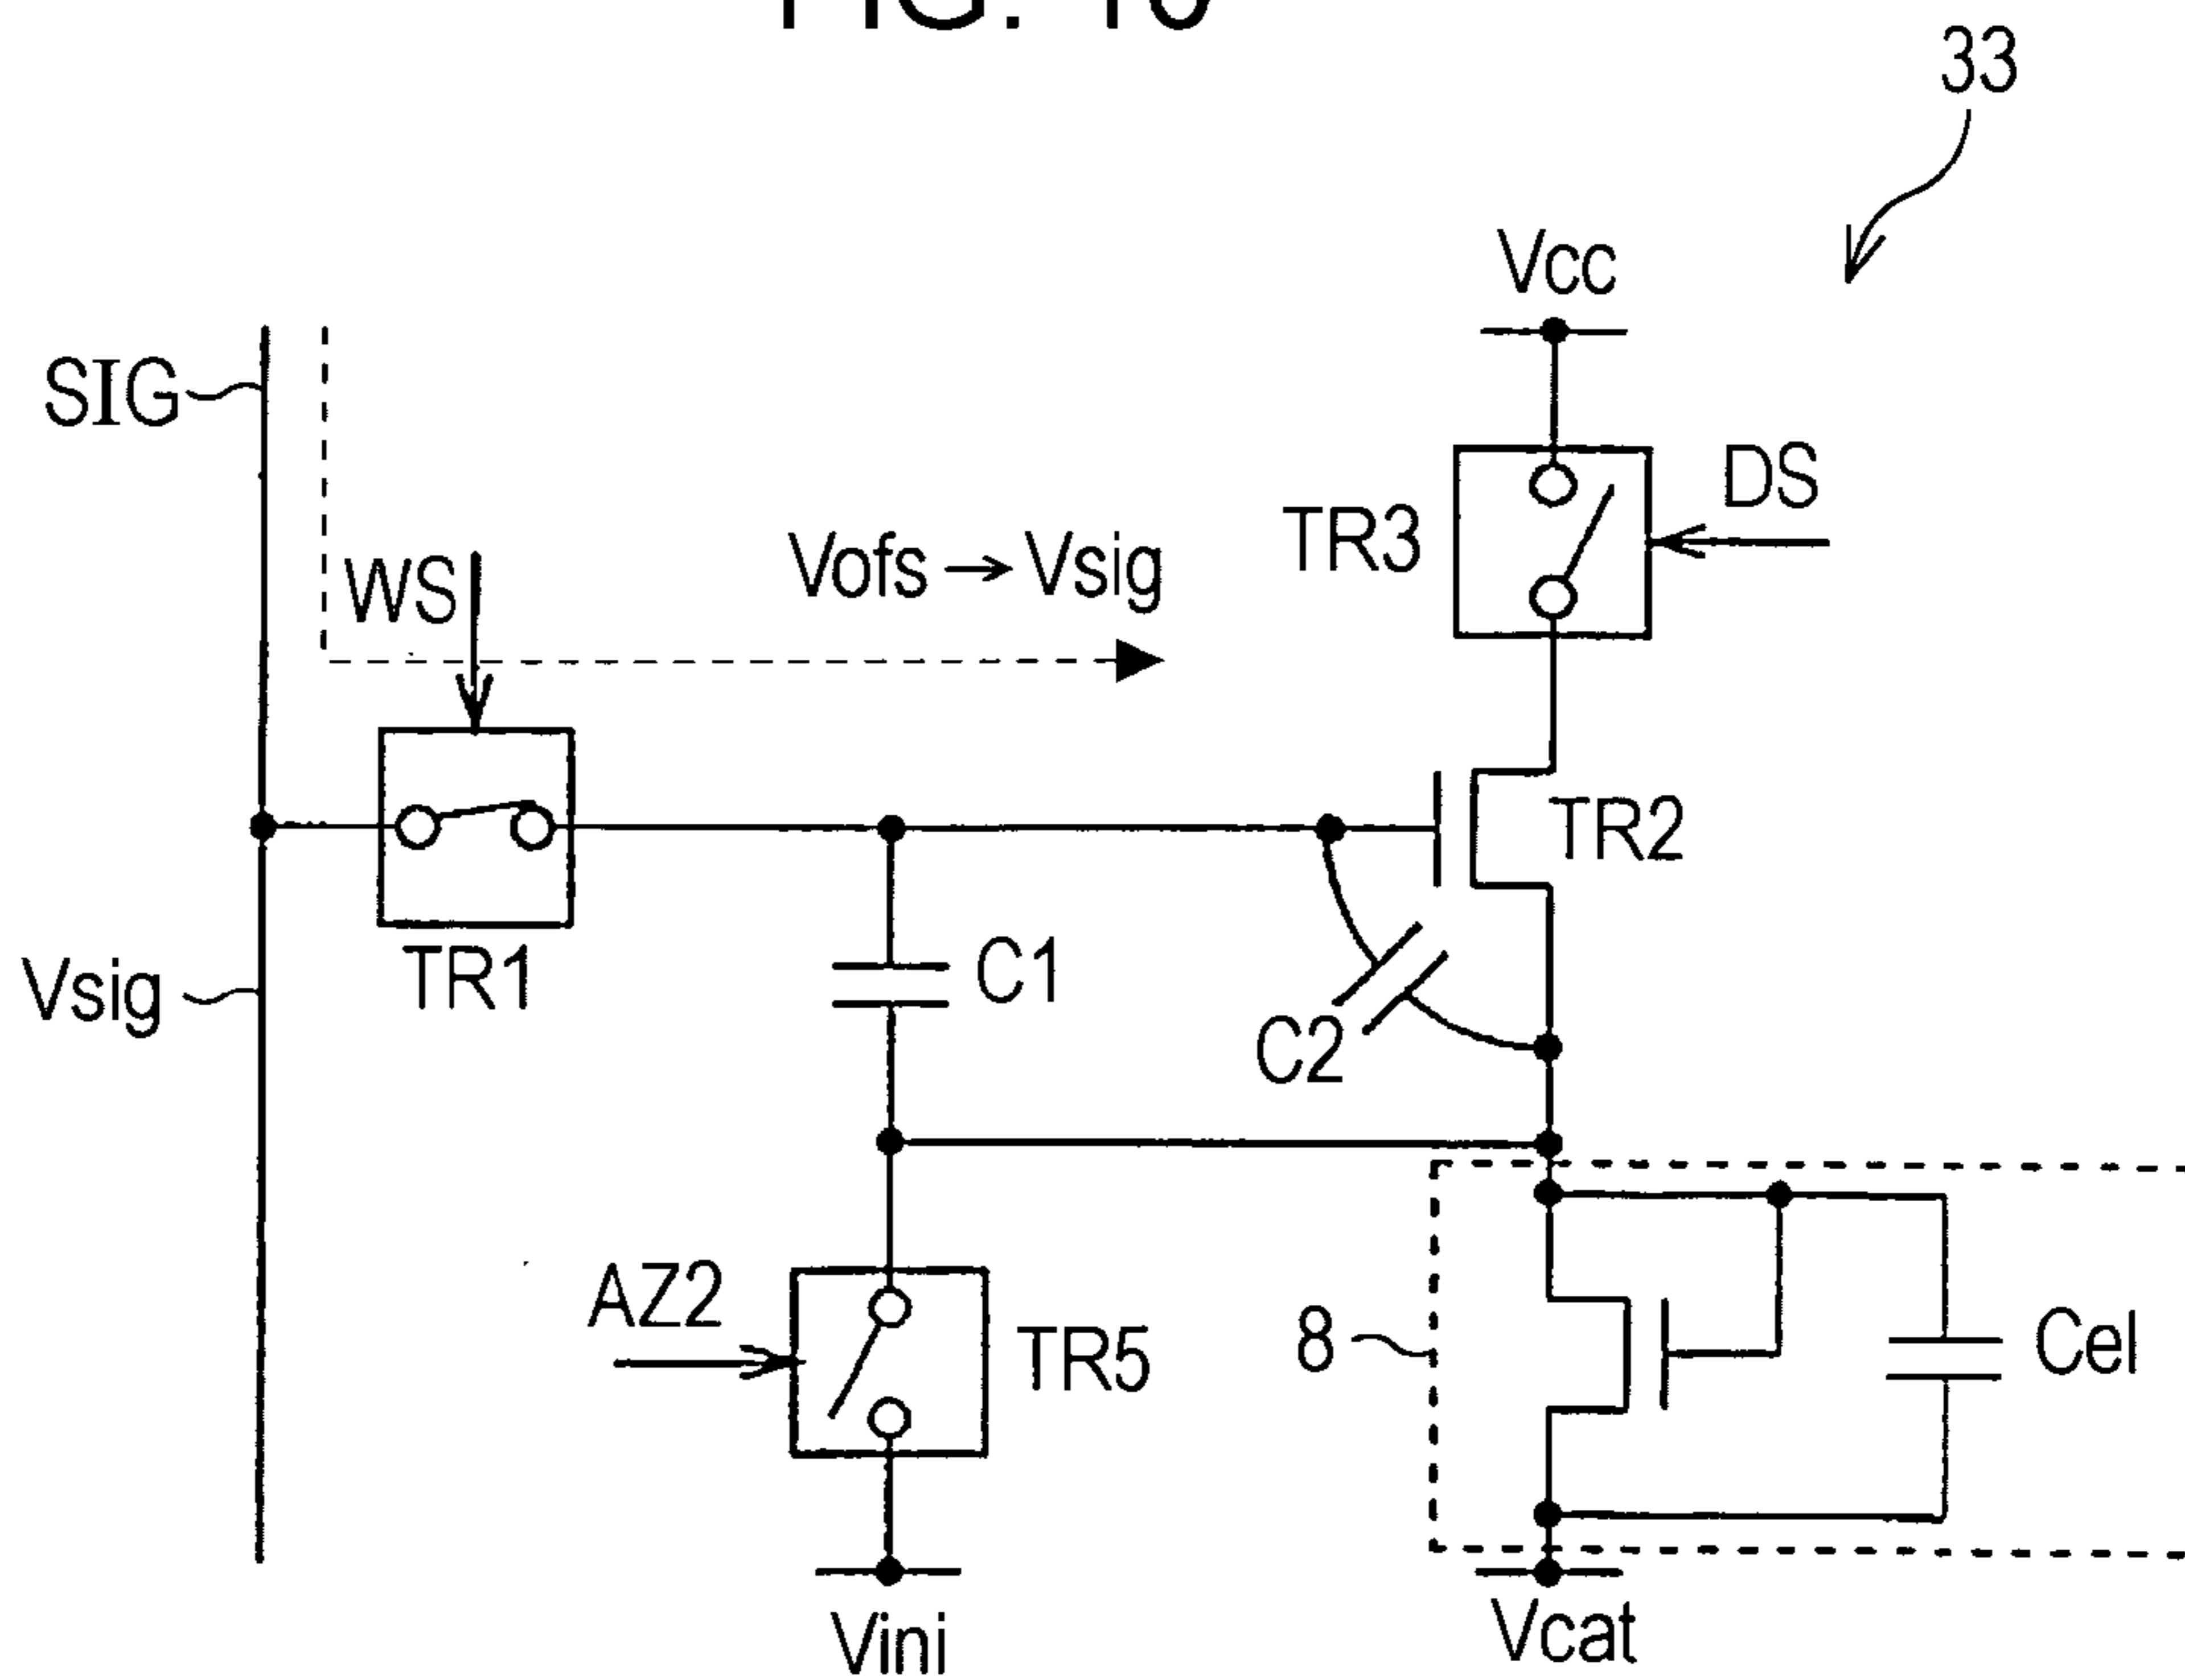 33
Vcc
SIG
DS
TR3
Vofs → Vsig
WS
TR2
TR1
C1
Vsig
C2
AZ2
TR5
8
Cel
Vini
Vcat